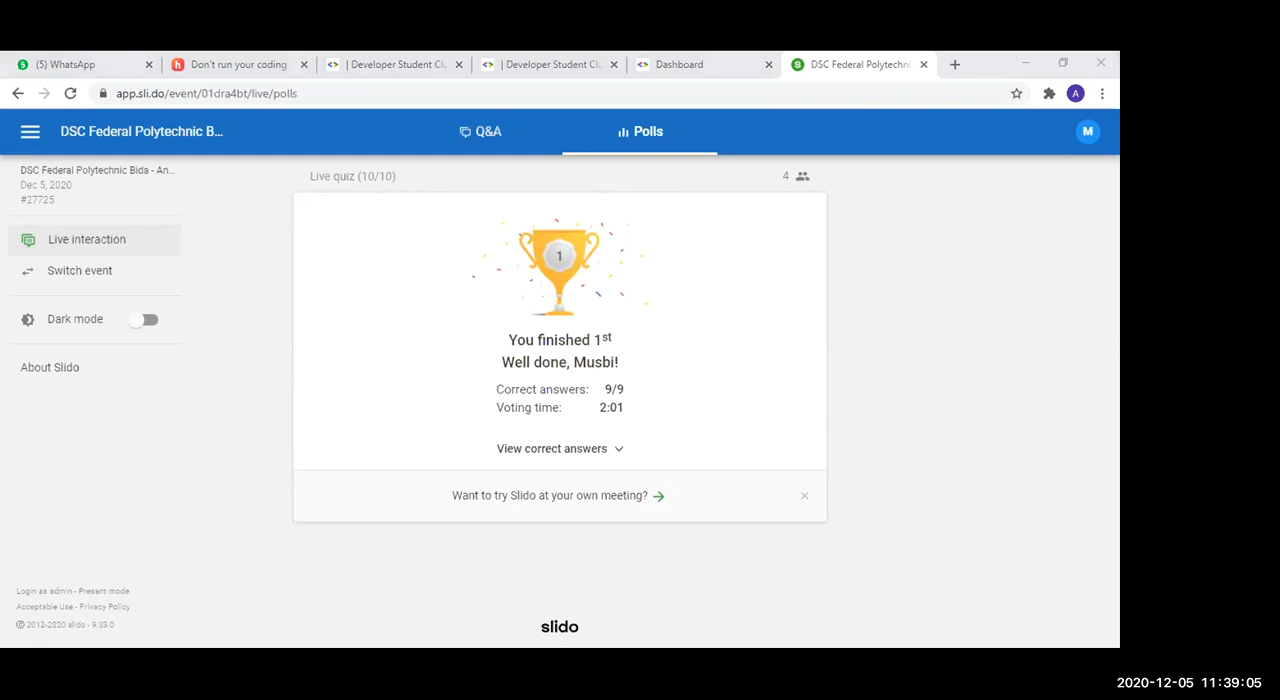 (5) WhatsApp
Don't run your coding
| Developer Student Clu
| Developer Student Clu
Dashboard
DSC Federal Polytechni
app.sli.do/event/01dra4bt/live/polls
A
DSC Federal Polytechnic B...
Q&A
Polls
M
DSC Federal Polytechnic Bida - An...
Dec 5, 2020
#27725
Live interaction
Switch event
Dark mode
About Slido
Live quiz (10/10)
4
1
You finished 1st
Well done, Musbi!
Correct answers: 9/9
Voting time: 2:01
View correct answers
Want to try Slido at your own meeting?
Login as admin - Present mode
Acceptable Use - Privacy Policy
© 2012-2020 slido - 9.33.0
slido
2020-12-05 11:39:05